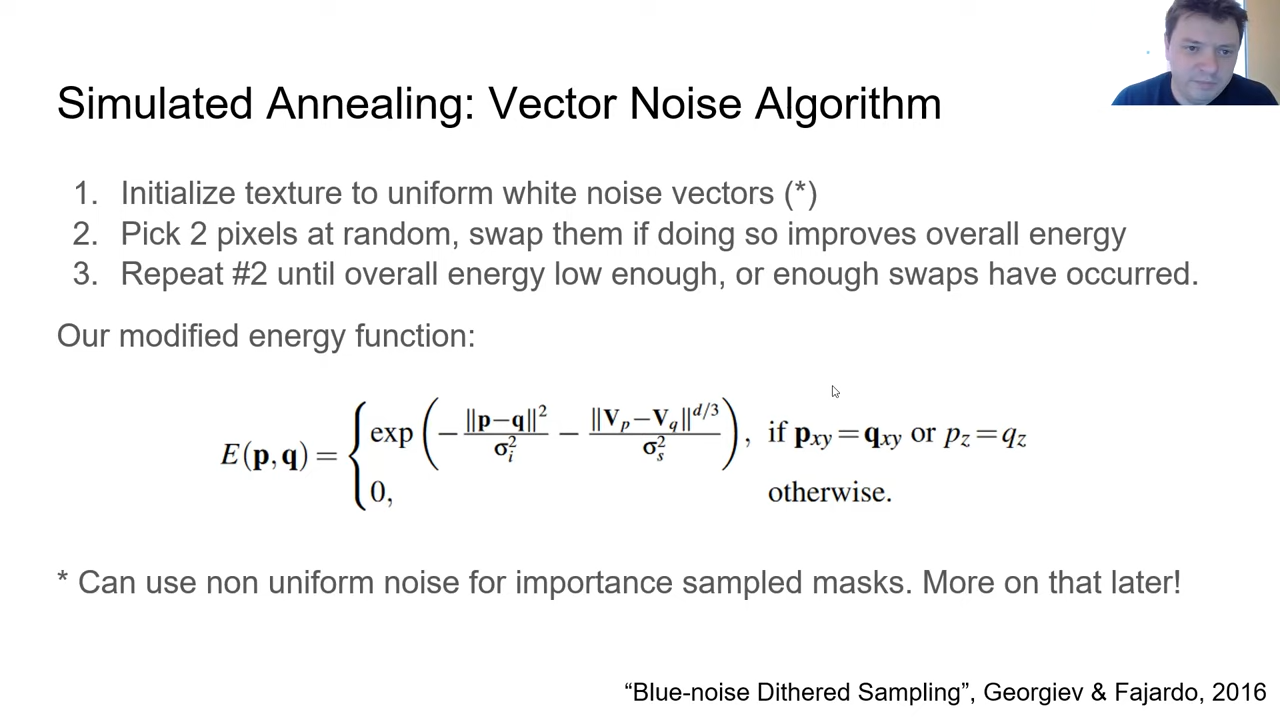 Simulated Annealing: Vector Noise Algorithm
1. Initialize texture to uniform white noise vectors (*)
2. Pick 2 pixels at random, swap them if doing so improves overall energy
3. Repeat #2 until overall energy low enough, or enough swaps have occurred.
Our modified energy function:
E(p,q) = { exp( − ‖p−q‖² / σᵢ² − ‖Vₚ−V_q‖^{d/3} / σₛ² ), if p_{xy} = q_{xy} or p_z = q_z
0, otherwise.
* Can use non uniform noise for importance sampled masks. More on that later!
“Blue-noise Dithered Sampling”, Georgiev & Fajardo, 2016